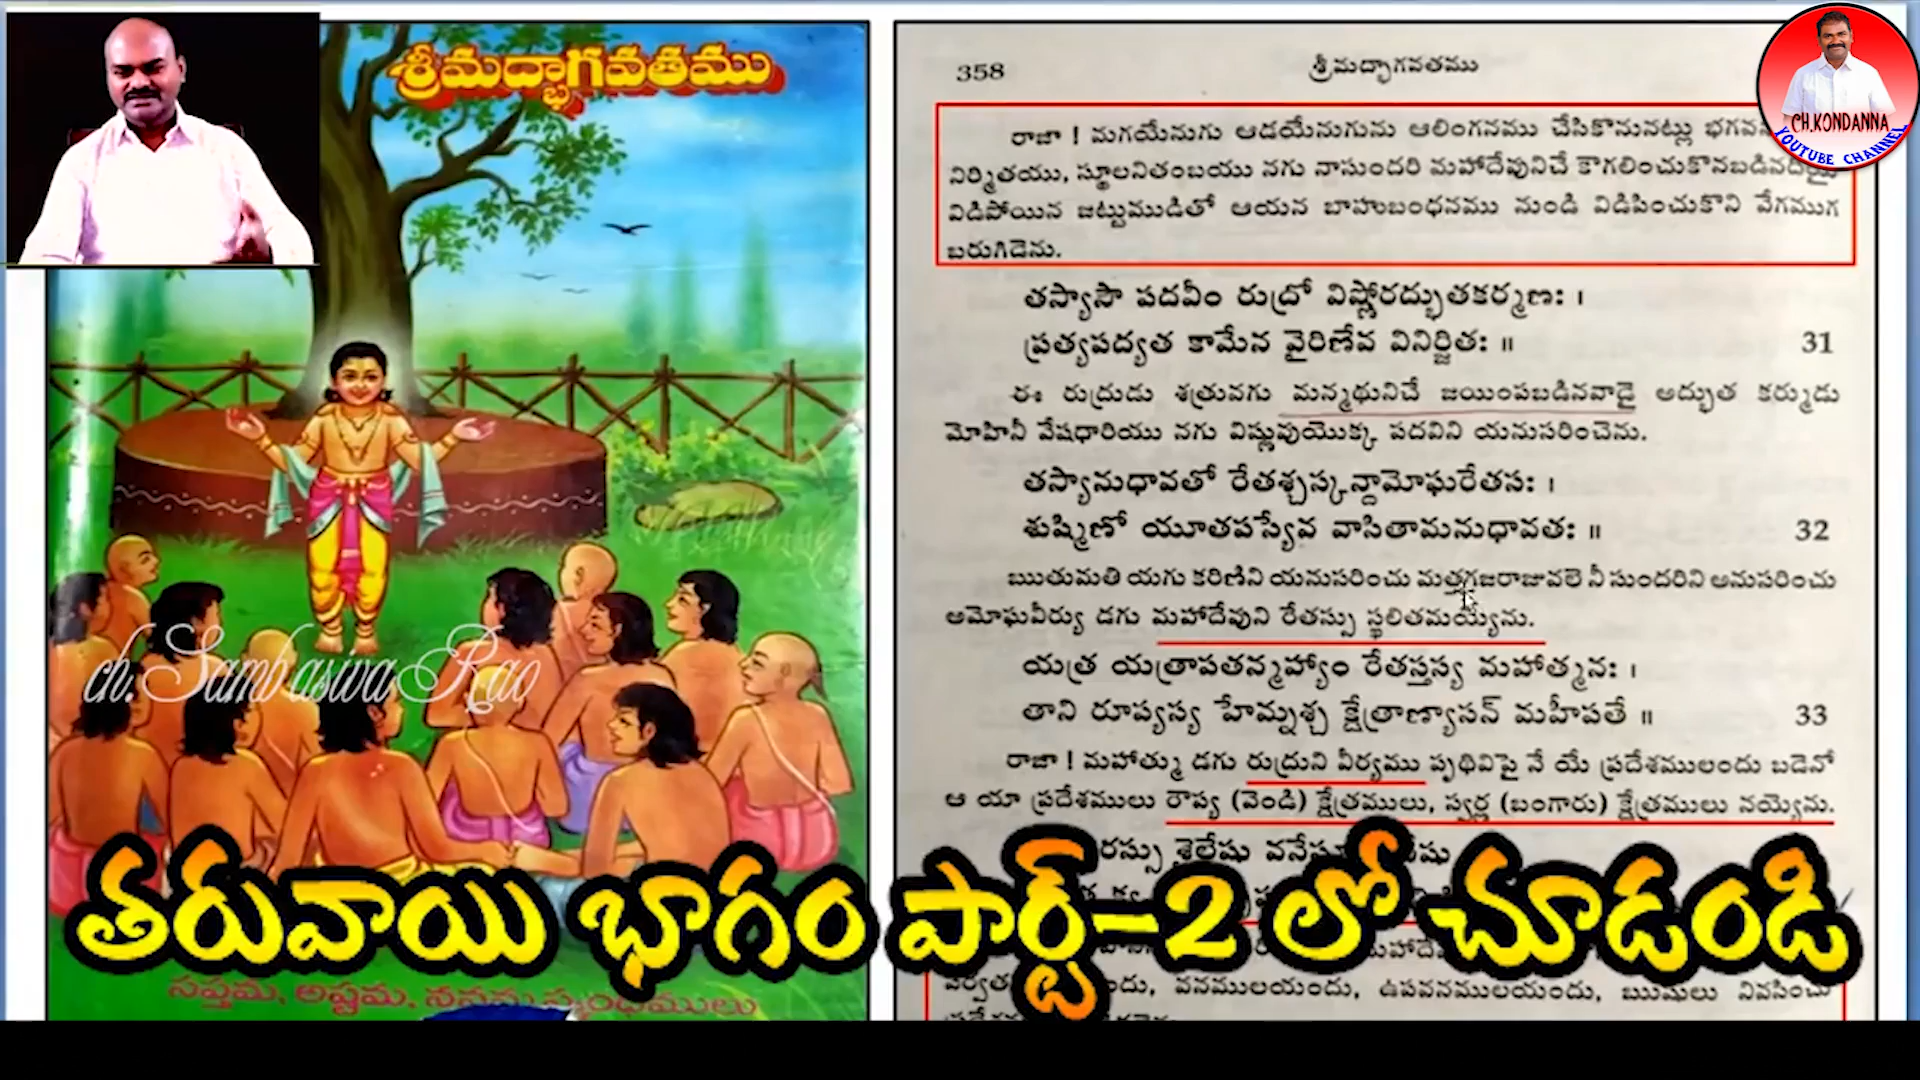 శ్రీమద్భాగవతము
ch.Sambasiva Rao
సప్తమ, అష్టమ,
358
శ్రీమద్భాగవతము
CH.KONDANNA
YOUTUBE CHANNEL
రాజా ! మగయేనుగు ఆడయేనుగును ఆలింగనము చేసికొనునట్లు
నిర్మితయు, స్థూలనితంబయు నగు నాసుందరి మహాదేవునిచే
విడిపోయిన జట్టుముడితో ఆయన బాహుబంధనము నుండి విడిపించుకొని వేగముగ
బరుగిడెను.
తస్యాసౌ పదవీం రుద్రో విష్ణోరద్భుతకర్మణః ।
ప్రత్యపద్యత కామేన వైరిణేవ వినిర్జితః ॥ 31
ఈ రుద్రుడు శత్రువగు మన్మథునిచే జయింపబడినవాడై అద్భుత కర్ముడు
మోహినీ వేషధారియు నగు విష్ణువుయొక్క పదవిని యనుసరించెను.
తస్యానుధావతో రేతశ్చస్కన్దామోఘరేతసః ।
శుష్మిణో యూతపస్యేవ వాసితామనుధావతః ॥ 32
ఋతుమతి యగు కరిణిని యనుసరించు మత్తగజరాజువలె నీ సుందరిని అనుసరించు
అమోఘవీర్యు డగు మహాదేవుని రేతస్సు స్ఖలితమయ్యెను.
యత్ర యత్రాపతన్మహ్యాం రేతస్తస్య మహాత్మనః ।
తాని రూప్యస్య హేమ్నశ్చ క్షేత్రాణ్యాసన్ మహీపతే ॥ 33
రాజా ! మహాత్ము డగు రుద్రుని వీర్యము పృథివిపై నే యే ప్రదేశములందు బడెనో
ఆ యా ప్రదేశములు రౌప్య (వెండి) క్షేత్రములు, స్వర్ణ (బంగారు) క్షేత్రములు నయ్యెను.
శైలేషు
తరువాయి భాగం పార్ట్-2 లో చూడండి
వనములయందు, ఉపవనములయందు, ఋషులు నివసించు